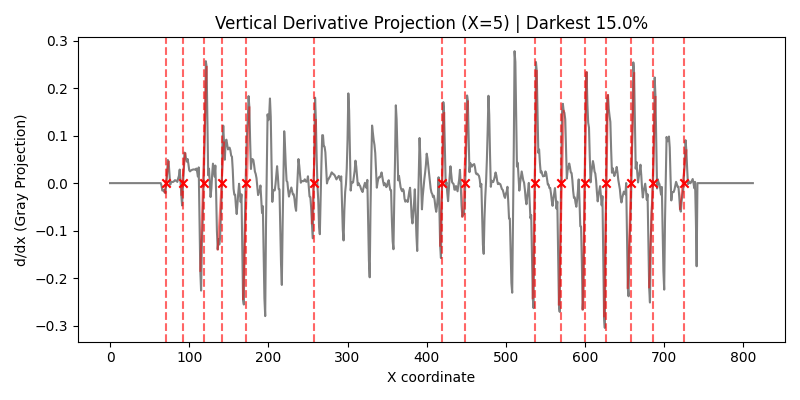 Vertical Derivative Projection (X=5) | Darkest 15.0%
0.3
0.2
0.1
0.0
−0.1
−0.2
−0.3
d/dx (Gray Projection)
0 100 200 300 400 500 600 700 800
X coordinate